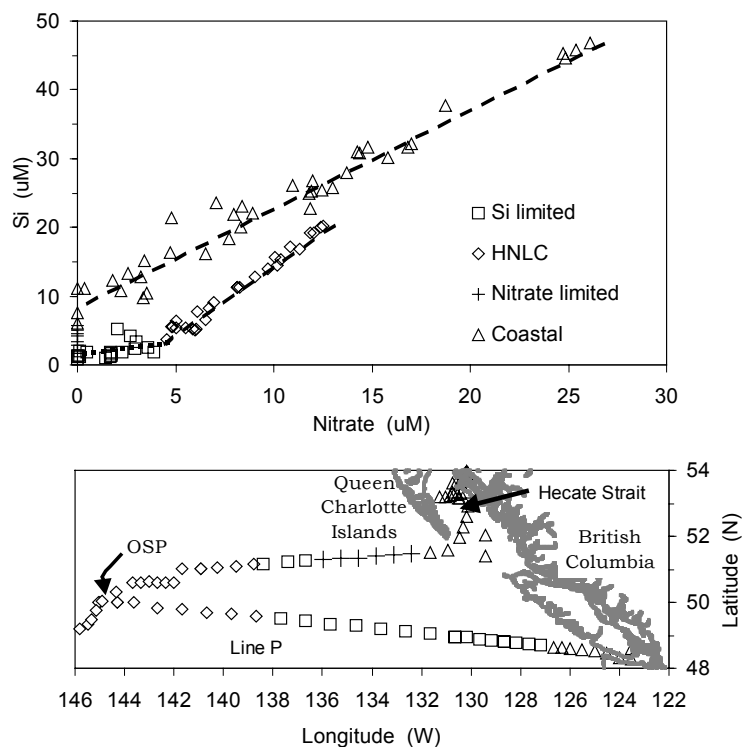 50
40
30
20
10
0
Si (uM)
Si limited
HNLC
Nitrate limited
Coastal
0 5 10 15 20 25 30
Nitrate (uM)
Queen
Charlotte
Islands
Hecate Strait
British
Columbia
OSP
Line P
54
52
50
48
Latitude (N)
146 144 142 140 138 136 134 132 130 128 126 124 122
Longitude (W)